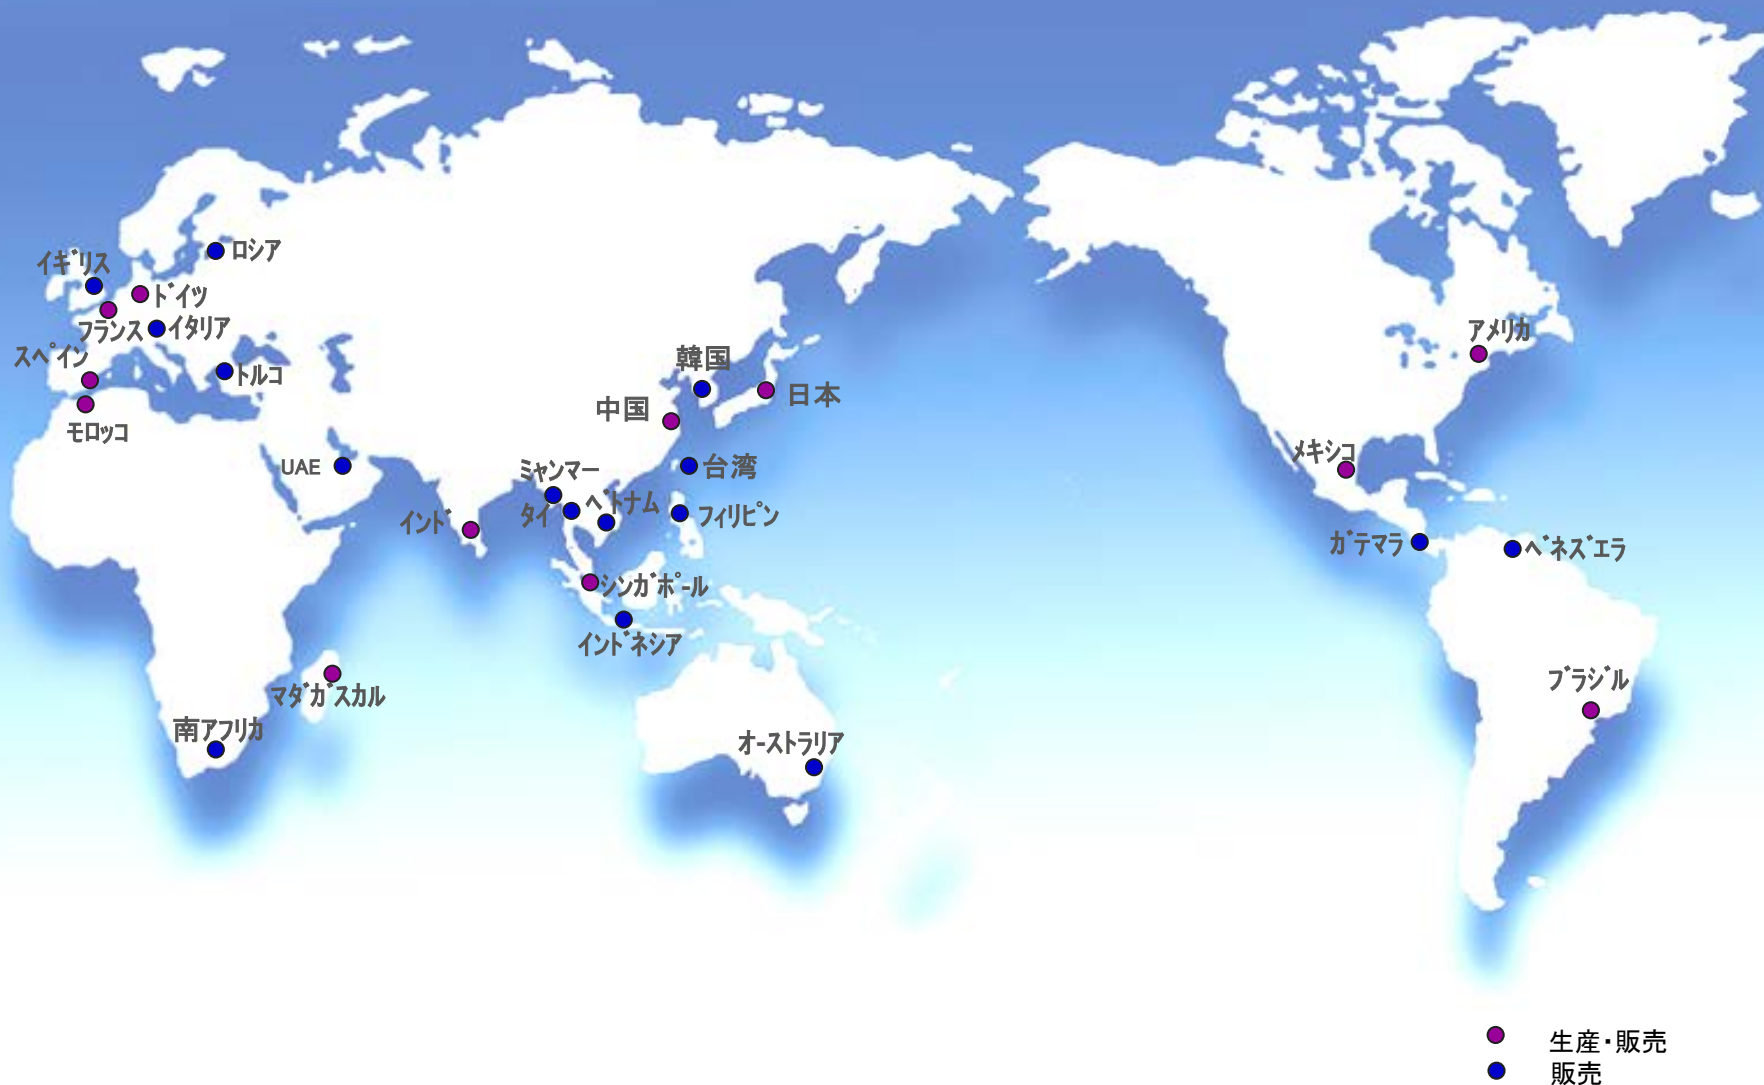 ロシア
イギリス
ドイツ
フランス
イタリア
スペイン
トルコ
モロッコ
韓国
日本
中国
アメリカ
メキシコ
UAE
ミャンマー
台湾
タイ
ベトナム
インド
フィリピン
ガテマラ
ベネズエラ
シンガポール
インドネシア
マダガスカル
ブラジル
南アフリカ
オーストラリア
生産・販売
販売